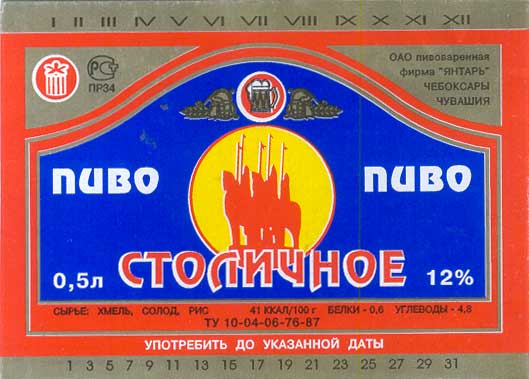 I II III IV V VI VII VIII IX X XI XII
ОАО пивоваренная
фирма "ЯНТАРЬ"
ЧЕБОКСАРЫ
ЧУВАШИЯ
РСТ
ПР34
ПИВО
ПИВО
СТОЛИЧНОЕ
0,5л
12%
СЫРЬЕ: ХМЕЛЬ, СОЛОД, РИС 41 ККАЛ/100 г БЕЛКИ - 0,6 УГЛЕВОДЫ - 4,8
ТУ 10-04-06-76-87
УПОТРЕБИТЬ ДО УКАЗАННОЙ ДАТЫ
1 3 5 7 9 11 13 15 17 19 21 23 25 27 29 31